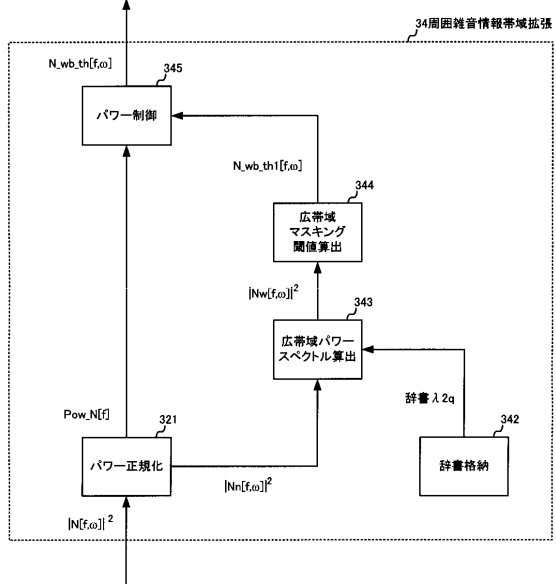 34周囲雑音情報帯域拡張
N_wb_th[f,ω]
345
パワー制御
N_wb_th1[f,ω]
344
広帯域
マスキング
閾値算出
|Nw[f,ω]|²
343
広帯域パワー
スペクトル算出
辞書λ2q
Pow_N[f]
321
342
パワー正規化
辞書格納
|Nn[f,ω]|²
|N[f,ω]|²